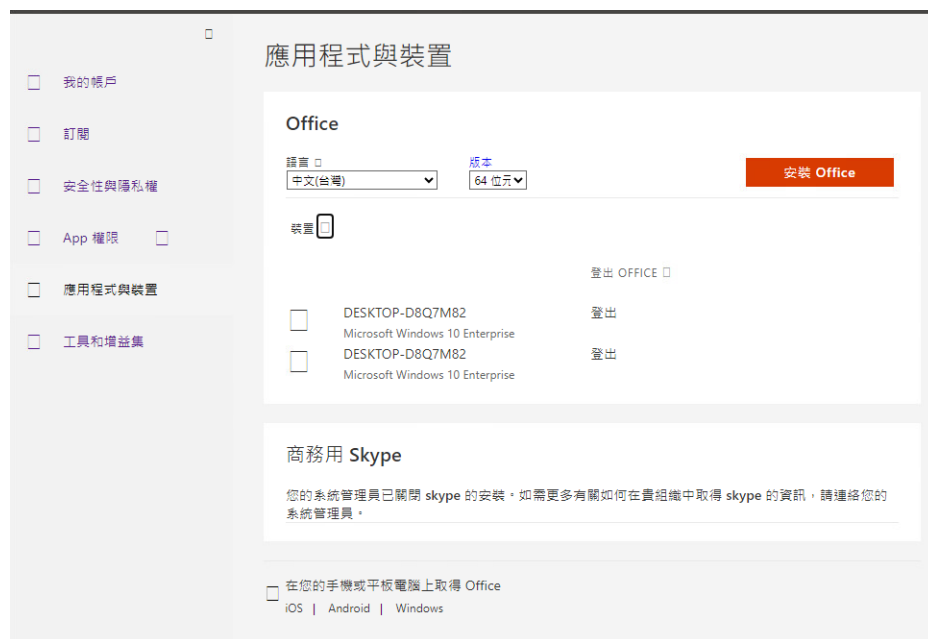 應用程式與裝置
我的帳戶
訂閱
安全性與隱私權
App 權限
應用程式與裝置
工具和增益集
Office
語言
版本
中文(台灣)
64 位元
安裝 Office
裝置
登出 OFFICE
DESKTOP-D8Q7M82
登出
Microsoft Windows 10 Enterprise
DESKTOP-D8Q7M82
登出
Microsoft Windows 10 Enterprise
商務用 Skype
您的系統管理員已關閉 skype 的安裝。如需更多有關如何在貴組織中取得 skype 的資訊，請連絡您的
系統管理員。
在您的手機或平板電腦上取得 Office
iOS | Android | Windows